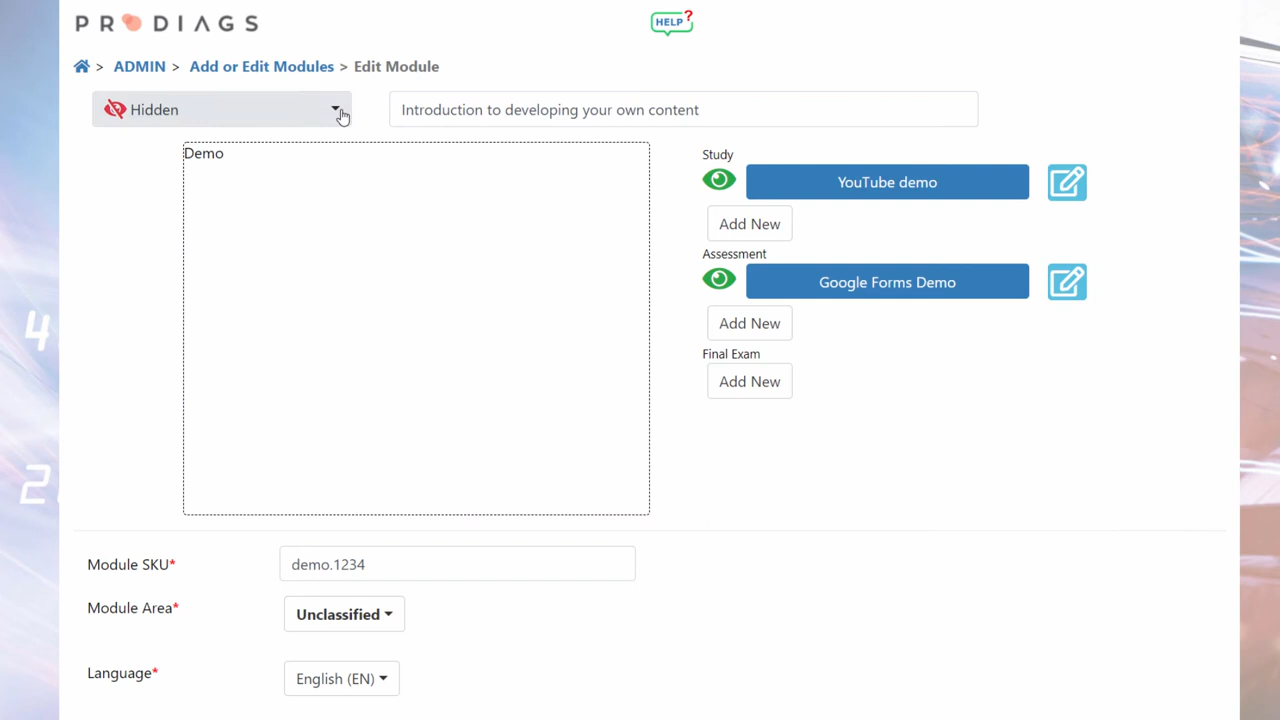 PRODIAGS
HELP?
> ADMIN > Add or Edit Modules > Edit Module
Hidden
Introduction to developing your own content
Demo
Study
YouTube demo
Add New
Assessment
Google Forms Demo
Add New
Final Exam
Add New
Module SKU*
demo.1234
Module Area*
Unclassified
Language*
English (EN)
4
2